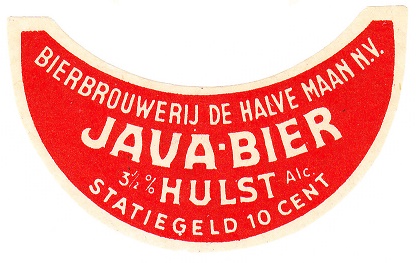 BIERBROUWERIJ DE HALVE MAAN N.V.
JAVA·BIER
3½% HULST Alc.
STATIEGELD 10 CENT